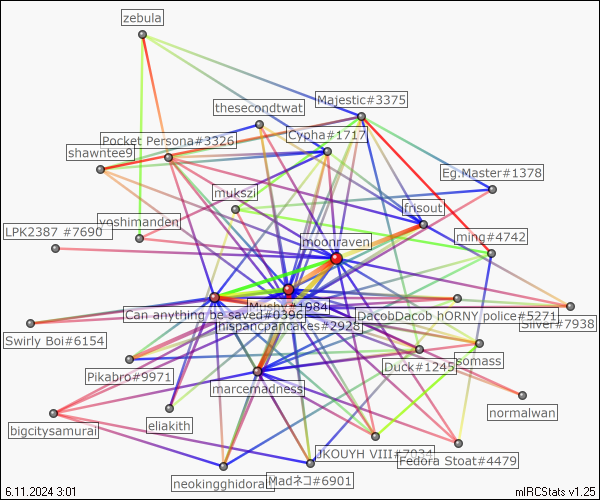 zebula
Majestic#3375
thesecondtwat
Cypha#1717
Pocket Persona#3326
shawntee9
Eg.Master#1378
mukszi
frisout
yoshimanden
LPK2387 #7690
ming#4742
moonraven
Mushy#1984
Can anything be saved#0396
DacobDacob hORNY police#5271
Silver#7938
hispancpancakes#2928
Swirly Boi#6154
somass
Duck#1245
Pikabro#9971
marcemadness
normalwan
eliakith
bigcitysamurai
JKOUYH VIII#7034
Fedora Stoat#4479
neokingghidorah
Madネコ#6901
6.11.2024 3:01
mIRCStats v1.25